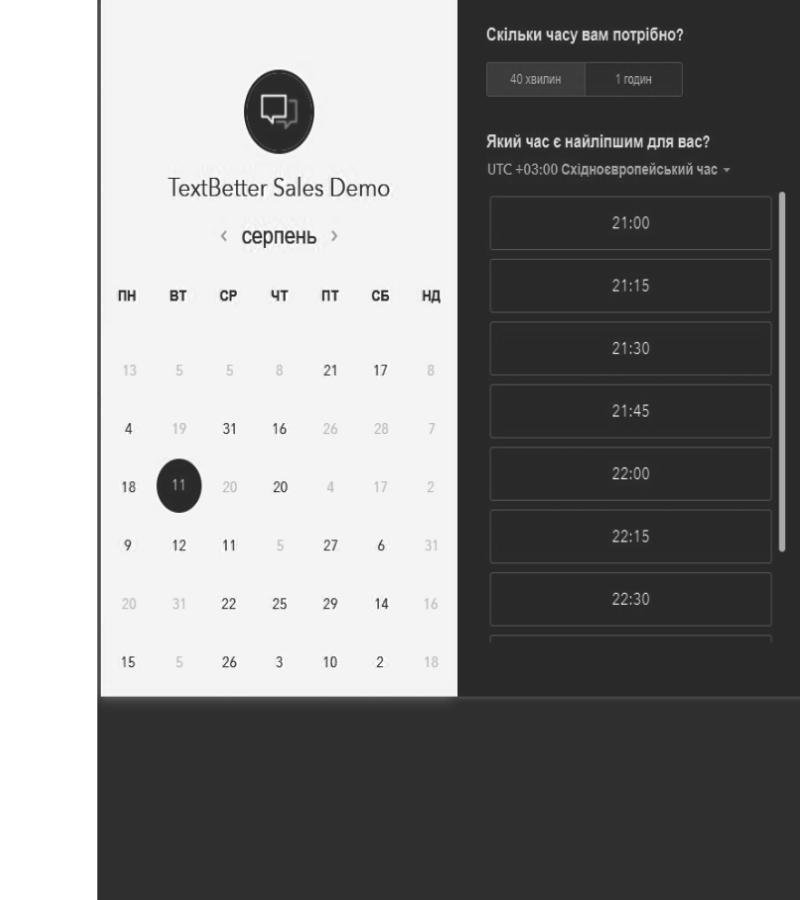 TextBetter Sales Demo
‹ серпень ›
ПН ВТ СР ЧТ ПТ СБ НД
13 5 5 8 21 17 8
4 19 31 16 26 28 7
18 11 20 20 4 17 2
9 12 11 5 27 6 31
20 31 22 25 29 14 16
15 5 26 3 10 2 18
Скільки часу вам потрібно?
40 хвилин 1 годин
Який час є найліпшим для вас?
UTC +03:00 Східноєвропейський час
21:00
21:15
21:30
21:45
22:00
22:15
22:30